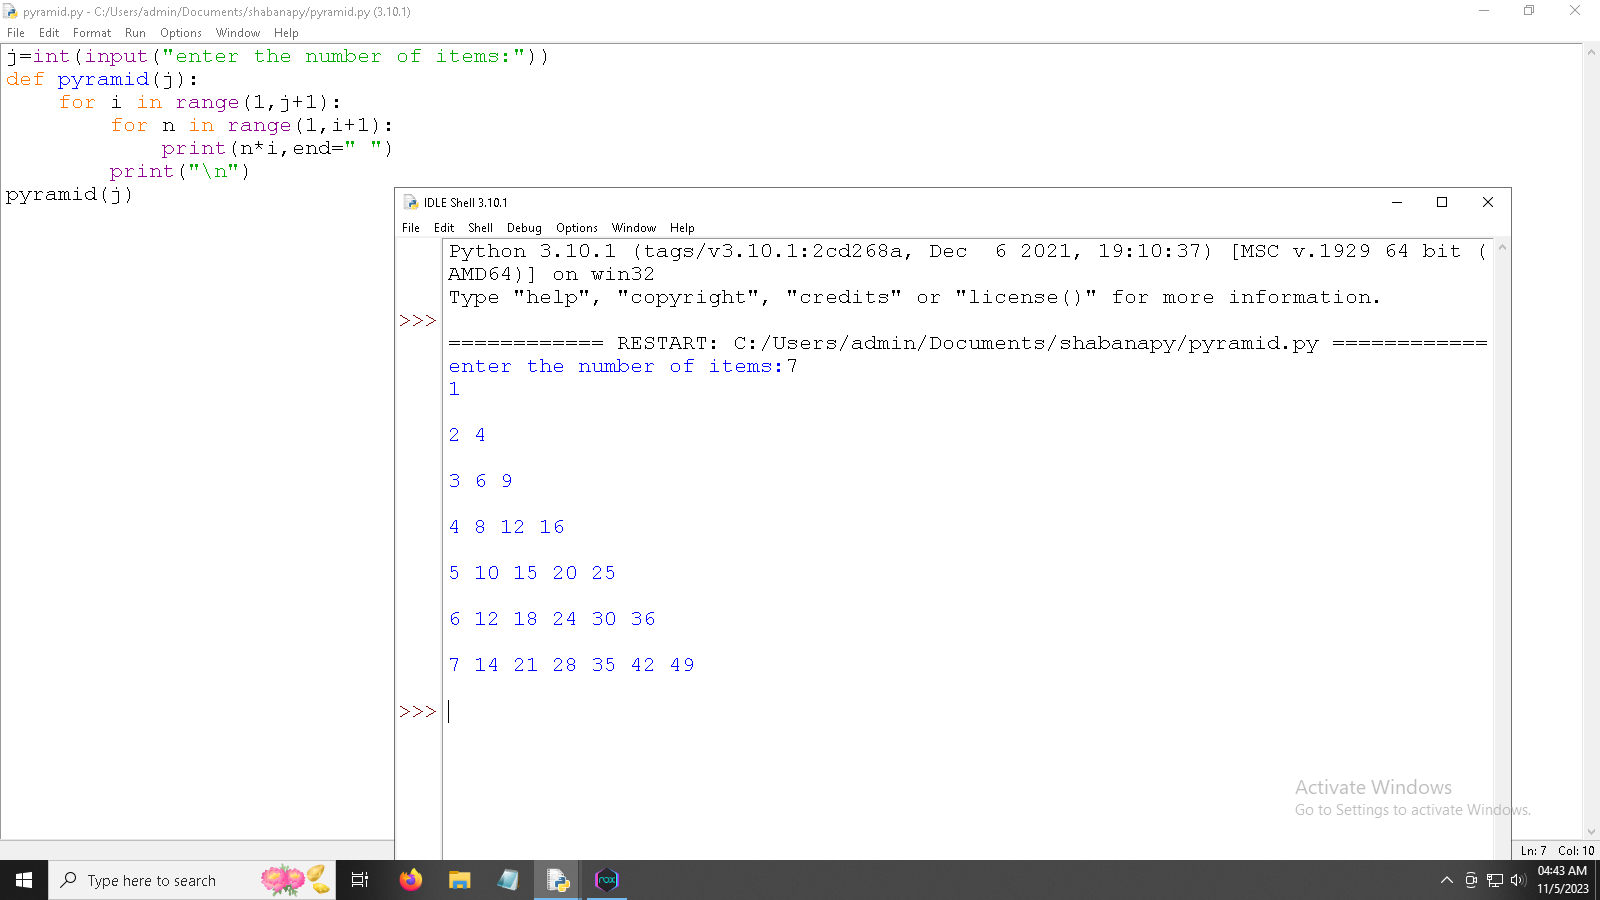 pyramid.py - C:/Users/admin/Documents/shabanapy/pyramid.py (3.10.1)
File Edit Format Run Options Window Help
j=int(input("enter the number of items:"))
def pyramid(j):
    for i in range(1,j+1):
        for n in range(1,i+1):
            print(n*i,end=" ")
        print("\n")
pyramid(j)
IDLE Shell 3.10.1
File Edit Shell Debug Options Window Help
Python 3.10.1 (tags/v3.10.1:2cd268a, Dec  6 2021, 19:10:37) [MSC v.1929 64 bit (
AMD64)] on win32
Type "help", "copyright", "credits" or "license()" for more information.
>>>
============ RESTART: C:/Users/admin/Documents/shabanapy/pyramid.py ============
enter the number of items:7
1
2 4
3 6 9
4 8 12 16
5 10 15 20 25
6 12 18 24 30 36
7 14 21 28 35 42 49
>>>
Activate Windows
Go to Settings to activate Windows.
Ln: 7 Col: 10
Type here to search
nox
04:43 AM
11/5/2023